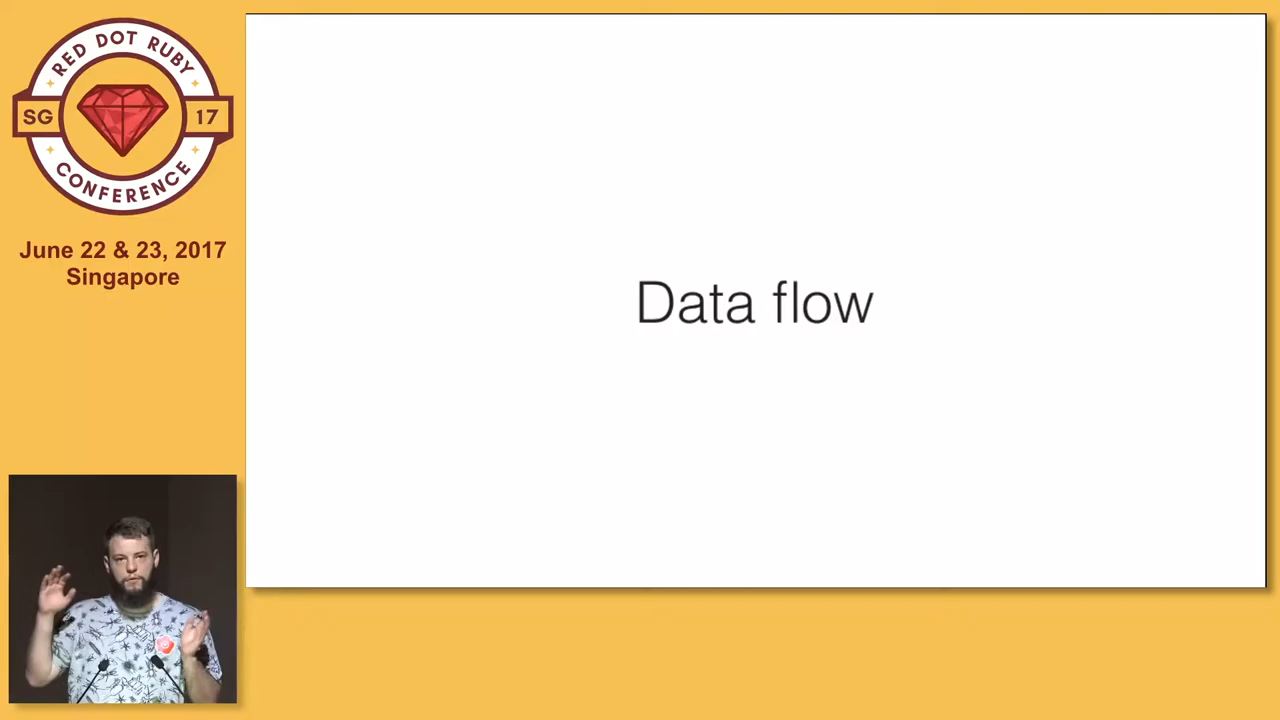 RED DOT RUBY
SG 17
CONFERENCE
June 22 & 23, 2017
Singapore
Data flow